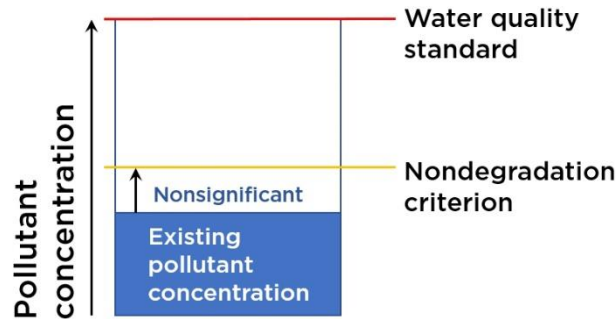 Water quality
standard
Nondegradation
criterion
Nonsignificant
Existing
pollutant
concentration
Pollutant
concentration